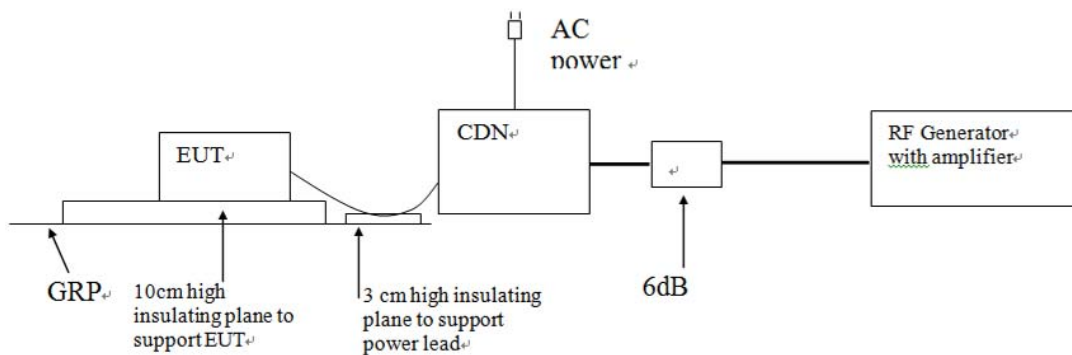 AC
power
CDN
RF Generator
with amplifier
EUT
GRP
10cm high
insulating plane to
support EUT
3 cm high insulating
plane to support
power lead
6dB